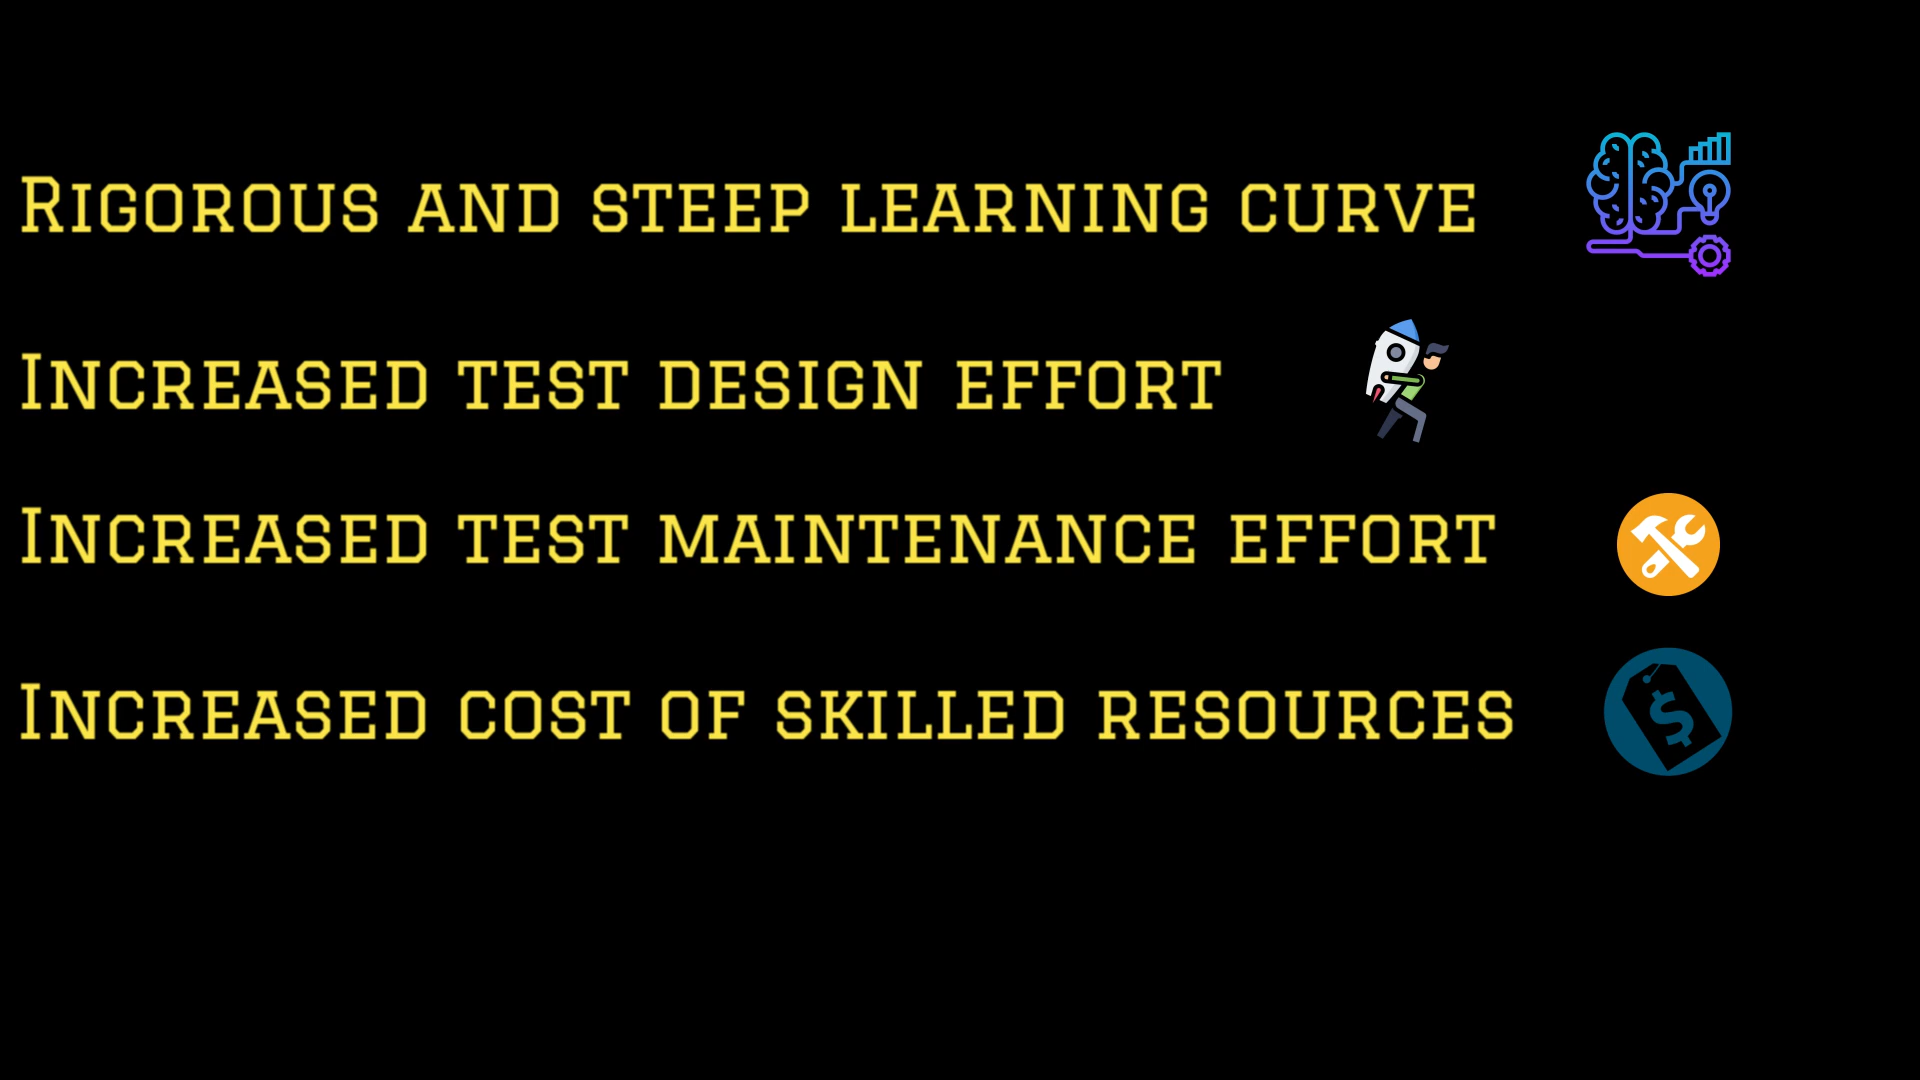 Rigorous and steep learning curve
Increased test design effort
Increased test maintenance effort
Increased cost of skilled resources
$